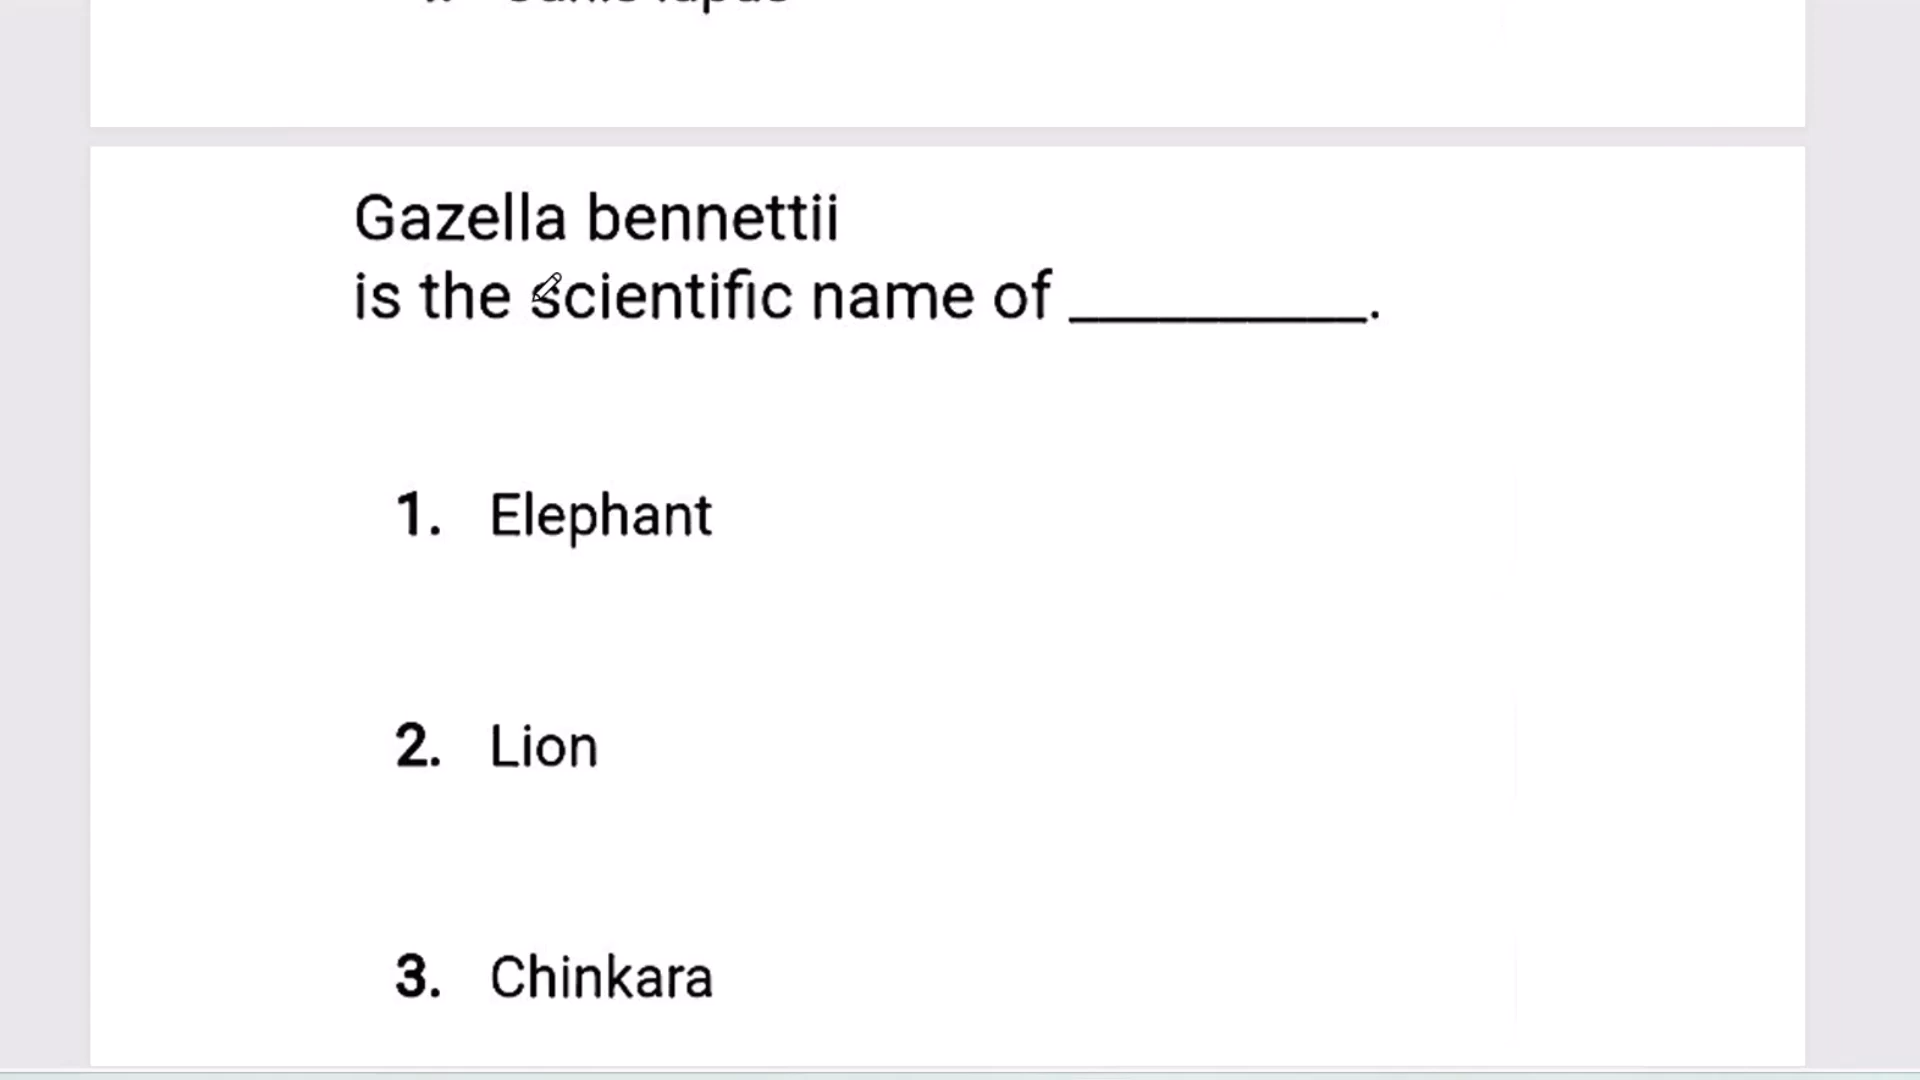 Gazella bennettii
is the scientific name of __________.
1. Elephant
2. Lion
3. Chinkara